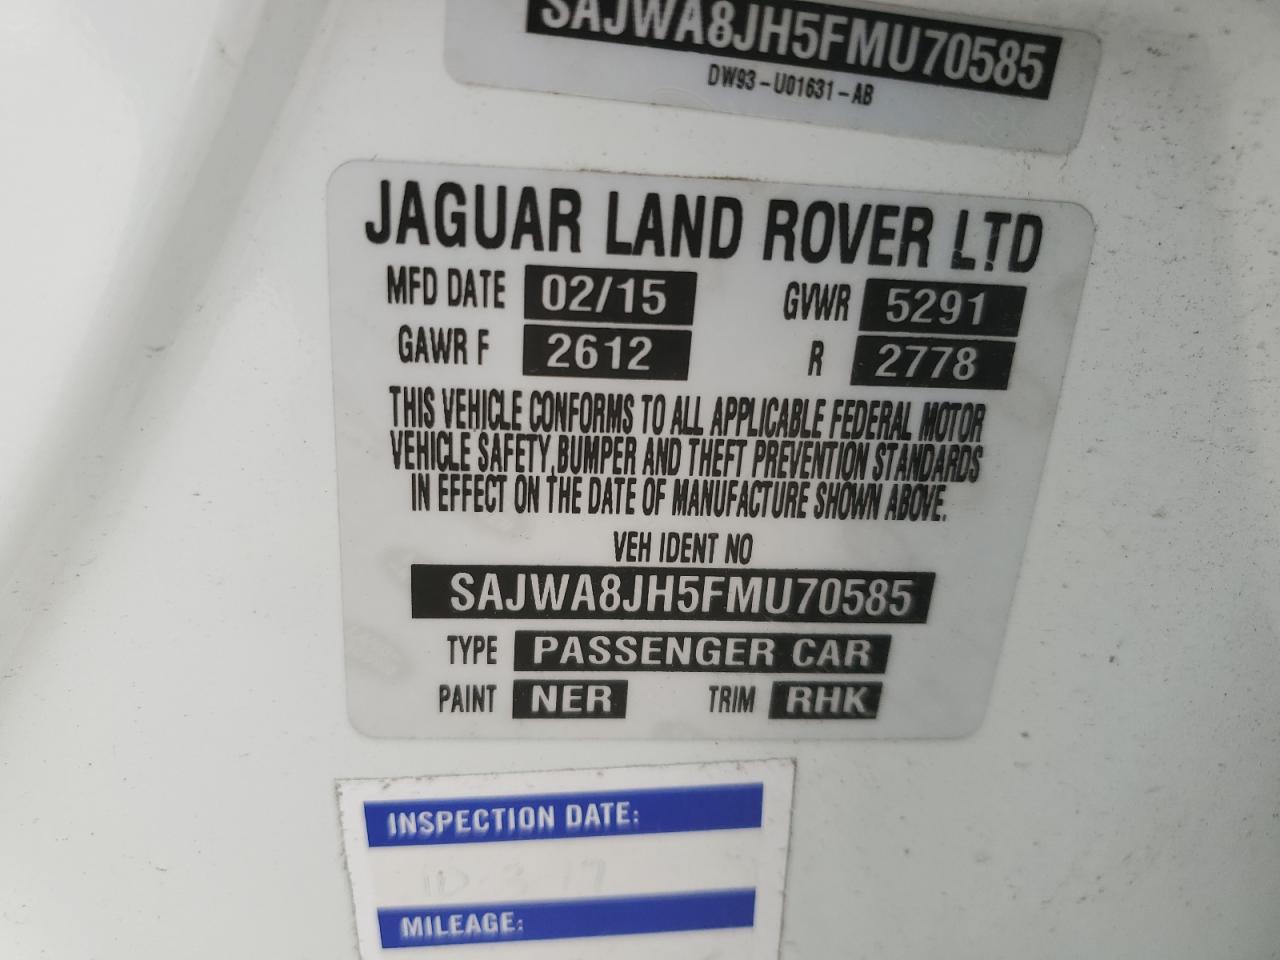 SAJWA8JH5FMU70585
DW93-U01631-AB
JAGUAR LAND ROVER LTD
MFD DATE 02/15 GVWR 5291
GAWR F 2612 R 2778
THIS VEHICLE CONFORMS TO ALL APPLICABLE FEDERAL MOTOR
VEHICLE SAFETY, BUMPER AND THEFT PREVENTION STANDARDS
IN EFFECT ON THE DATE OF MANUFACTURE SHOWN ABOVE.
VEH IDENT NO
SAJWA8JH5FMU70585
TYPE PASSENGER CAR
PAINT NER TRIM RHK
INSPECTION DATE:
MILEAGE: